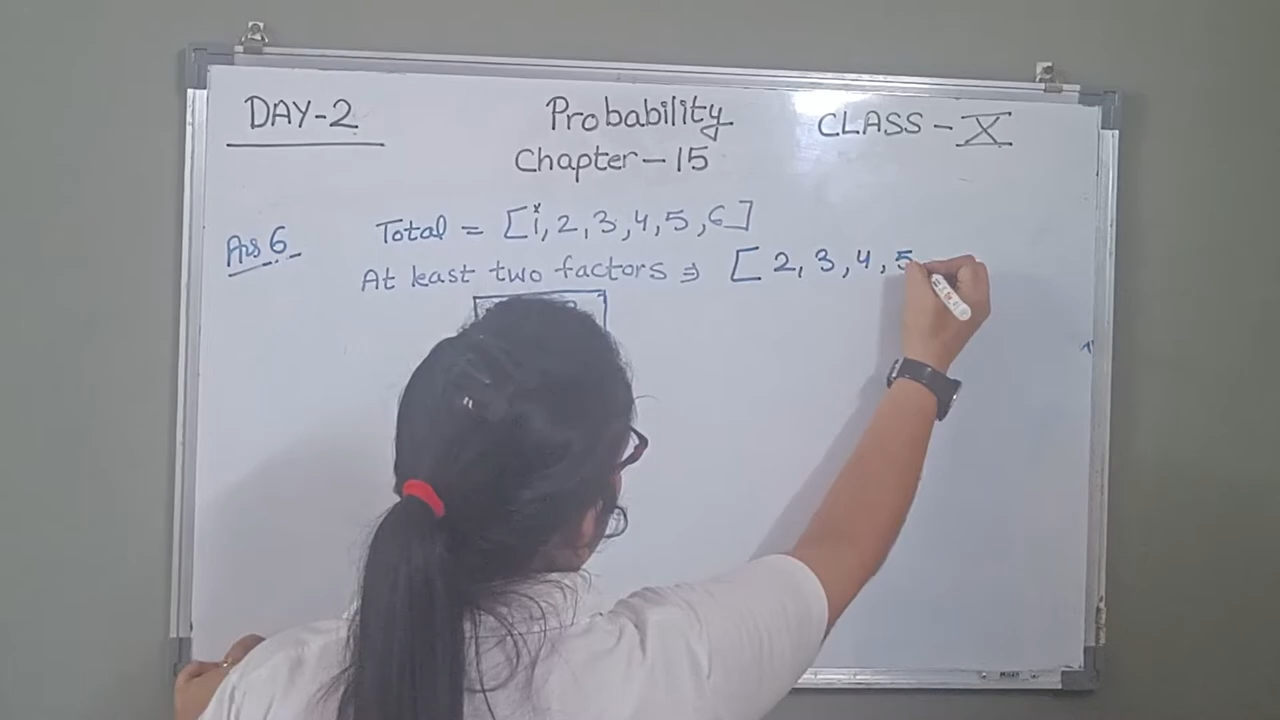 DAY-2
Probability
CLASS - X
Chapter - 15
Ans 6
Total = [1, 2, 3, 4, 5, 6]
At least two factors ⇒ [ 2, 3, 4, 5